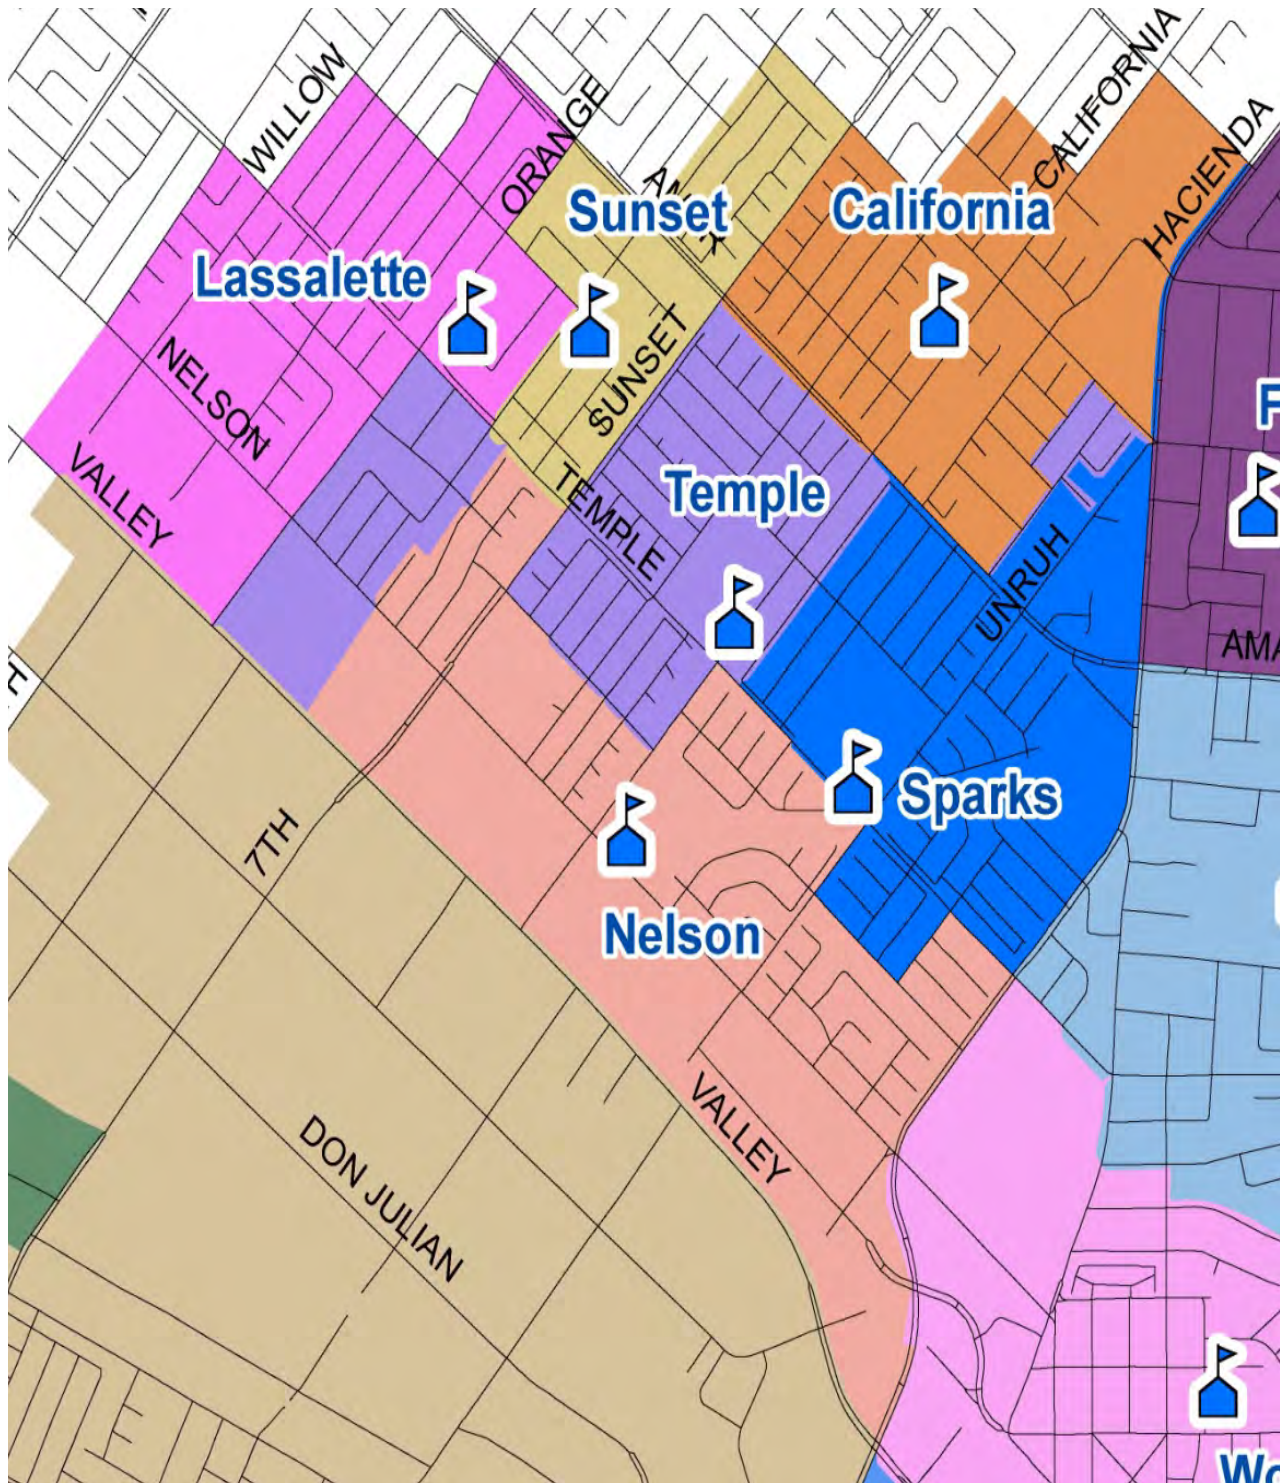 WILLOW
ORANGE
CALIFORNIA
HACIENDA
Sunset
California
Lassalette
NELSON
SUNSET
VALLEY
TEMPLE
Temple
UNRUH
7TH
Sparks
Nelson
VALLEY
DON JULIAN